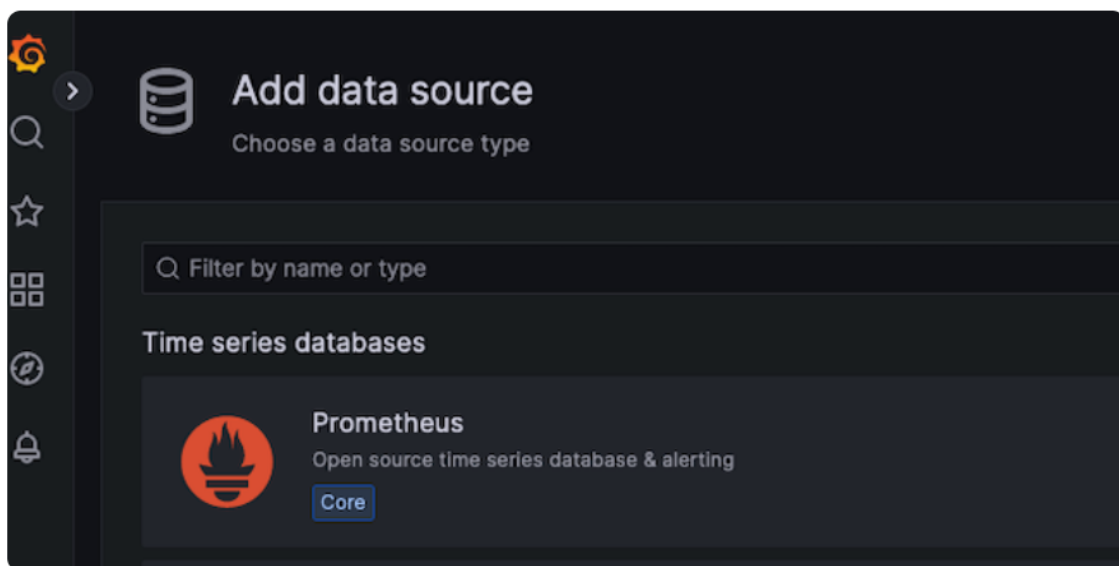 Add data source
Choose a data source type
Filter by name or type
Time series databases
Prometheus
Open source time series database & alerting
Core